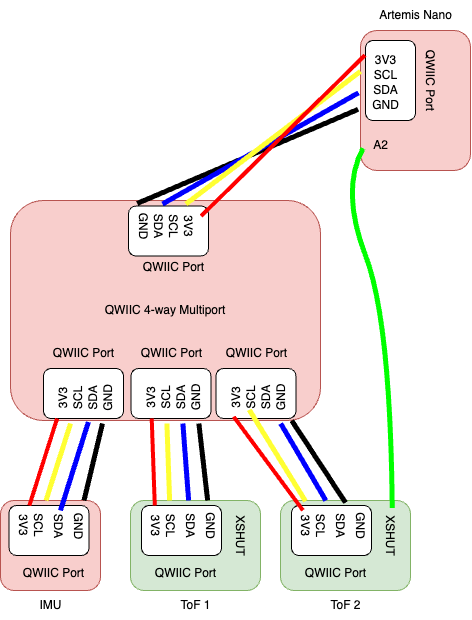 Artemis Nano
3V3
SCL
SDA
GND
QWIIC Port
A2
GND
SDA
SCL
3V3
QWIIC Port
QWIIC 4-way Multiport
QWIIC Port
QWIIC Port
QWIIC Port
3V3
SCL
SDA
GND
3V3
SCL
SDA
GND
3V3
SCL
SDA
GND
3V3
SCL
SDA
GND
QWIIC Port
IMU
3V3
SCL
SDA
GND
XSHUT
QWIIC Port
ToF 1
3V3
SCL
SDA
GND
XSHUT
QWIIC Port
ToF 2